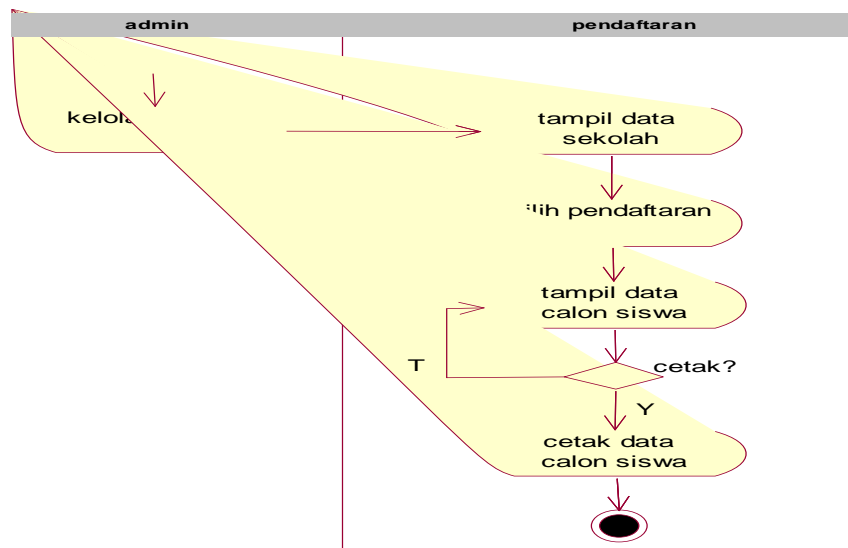 admin
pendaftaran
tampil data
sekolah
pendaftaran
tampil data
calon siswa
T
cetak?
Y
cetak data
calon siswa